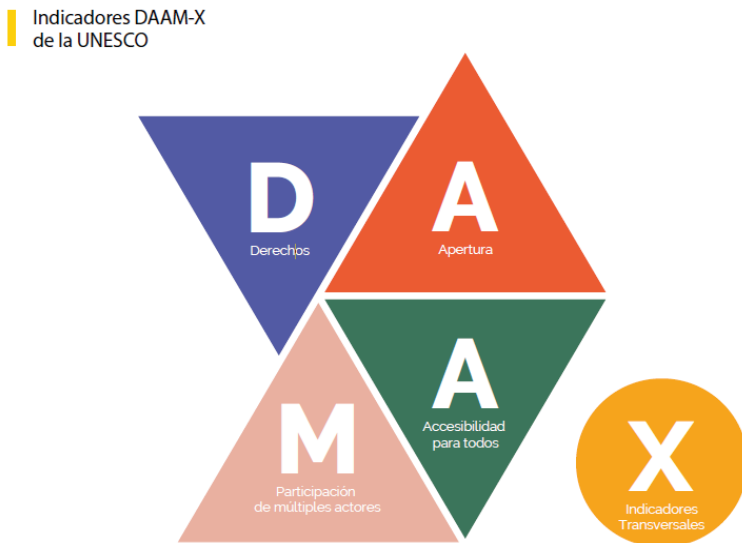 Indicadores DAAM-X
de la UNESCO
D
Derechos
A
Apertura
A
Accesibilidad
para todos
M
Participación
de múltiples actores
X
Indicadores
Transversales